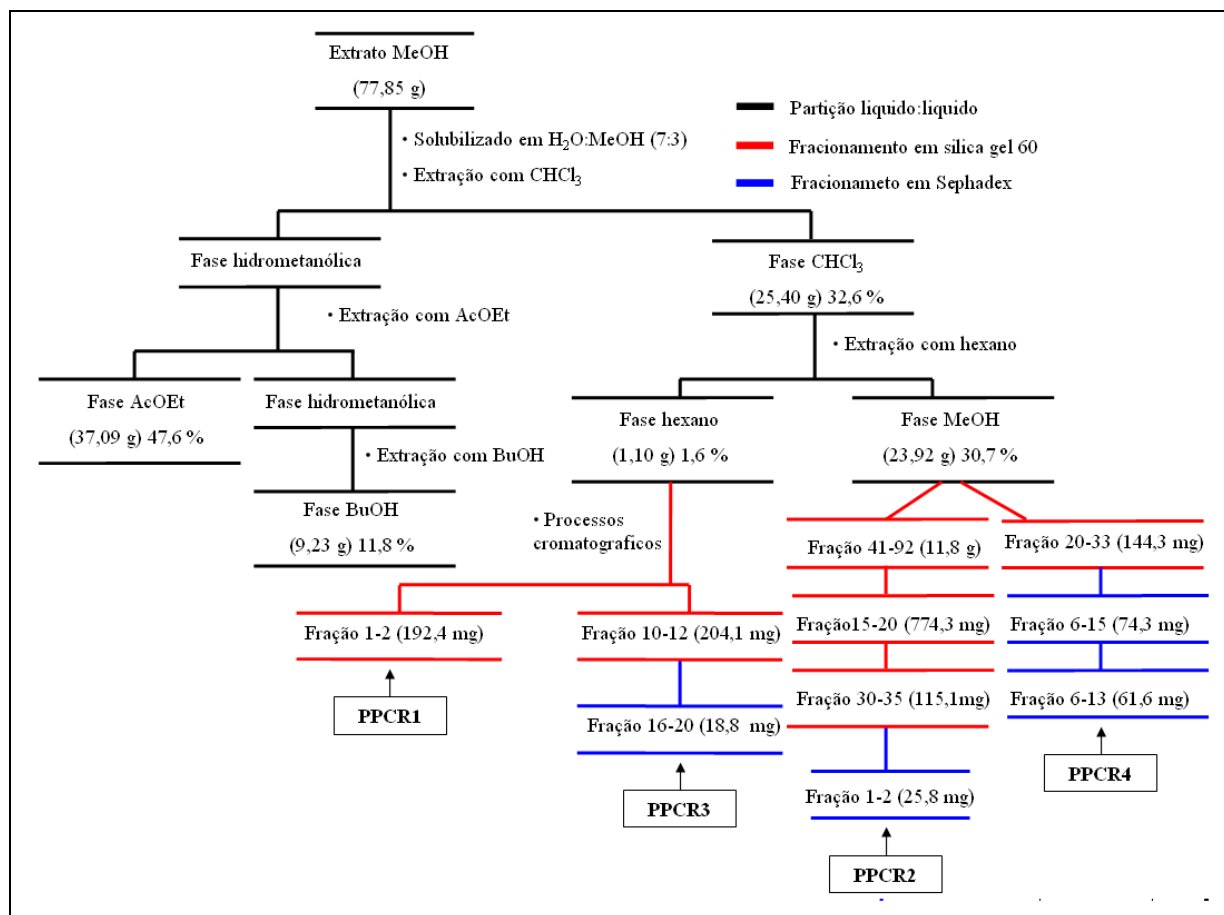 Extrato MeOH
(77,85 g)
• Solubilizado em H₂O:MeOH (7:3)
• Extração com CHCl₃
Partição liquido:liquido
Fracionamento em silica gel 60
Fracionameto em Sephadex
Fase hidrometanólica
Fase CHCl₃
(25,40 g) 32,6 %
• Extração com AcOEt
• Extração com hexano
Fase AcOEt
(37,09 g) 47,6 %
Fase hidrometanólica
Fase hexano
(1,10 g) 1,6 %
Fase MeOH
(23,92 g) 30,7 %
• Extração com BuOH
Fase BuOH
(9,23 g) 11,8 %
• Processos
cromatograficos
Fração 41-92 (11,8 g)
Fração 20-33 (144,3 mg)
Fração 1-2 (192,4 mg)
Fração 10-12 (204,1 mg)
Fração15-20 (774,3 mg)
Fração 6-15 (74,3 mg)
PPCR1
Fração 16-20 (18,8 mg)
Fração 30-35 (115,1mg)
Fração 6-13 (61,6 mg)
PPCR3
Fração 1-2 (25,8 mg)
PPCR4
PPCR2